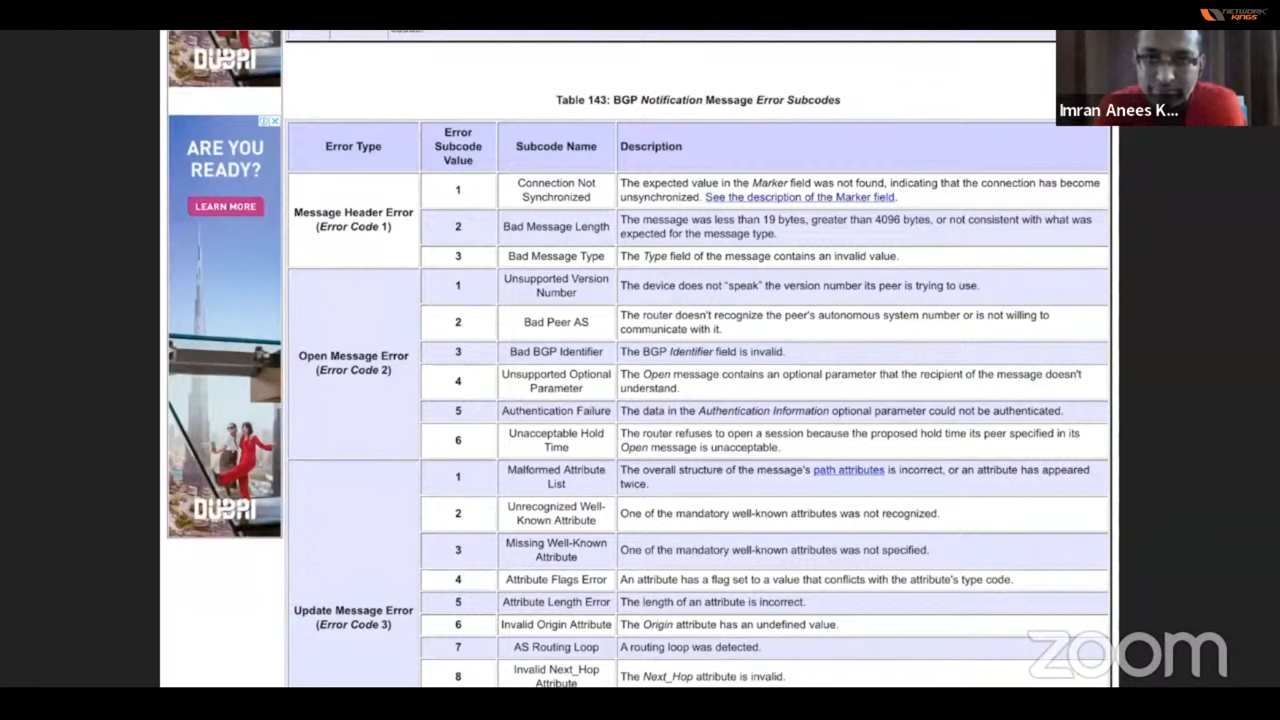 NETWORK
KINGS
Imran Anees K...
DUBAI
ARE YOU
READY?
LEARN MORE
DUBAI
Table 143: BGP Notification Message Error Subcodes
Error Type
Error
Subcode
Value
Subcode Name
Description
Message Header Error
(Error Code 1)
1
Connection Not
Synchronized
The expected value in the Marker field was not found, indicating that the connection has become
unsynchronized. See the description of the Marker field.
2
Bad Message Length
The message was less than 19 bytes, greater than 4096 bytes, or not consistent with what was
expected for the message type.
3
Bad Message Type
The Type field of the message contains an invalid value.
Open Message Error
(Error Code 2)
1
Unsupported Version
Number
The device does not “speak” the version number its peer is trying to use.
2
Bad Peer AS
The router doesn't recognize the peer's autonomous system number or is not willing to
communicate with it.
3
Bad BGP Identifier
The BGP Identifier field is invalid.
4
Unsupported Optional
Parameter
The Open message contains an optional parameter that the recipient of the message doesn't
understand.
5
Authentication Failure
The data in the Authentication Information optional parameter could not be authenticated.
6
Unacceptable Hold
Time
The router refuses to open a session because the proposed hold time its peer specified in its
Open message is unacceptable.
Update Message Error
(Error Code 3)
1
Malformed Attribute
List
The overall structure of the message's path attributes is incorrect, or an attribute has appeared
twice.
2
Unrecognized Well-
Known Attribute
One of the mandatory well-known attributes was not recognized.
3
Missing Well-Known
Attribute
One of the mandatory well-known attributes was not specified.
4
Attribute Flags Error
An attribute has a flag set to a value that conflicts with the attribute's type code.
5
Attribute Length Error
The length of an attribute is incorrect.
6
Invalid Origin Attribute
The Origin attribute has an undefined value.
7
AS Routing Loop
A routing loop was detected.
8
Invalid Next_Hop
Attribute
The Next_Hop attribute is invalid.
zoom